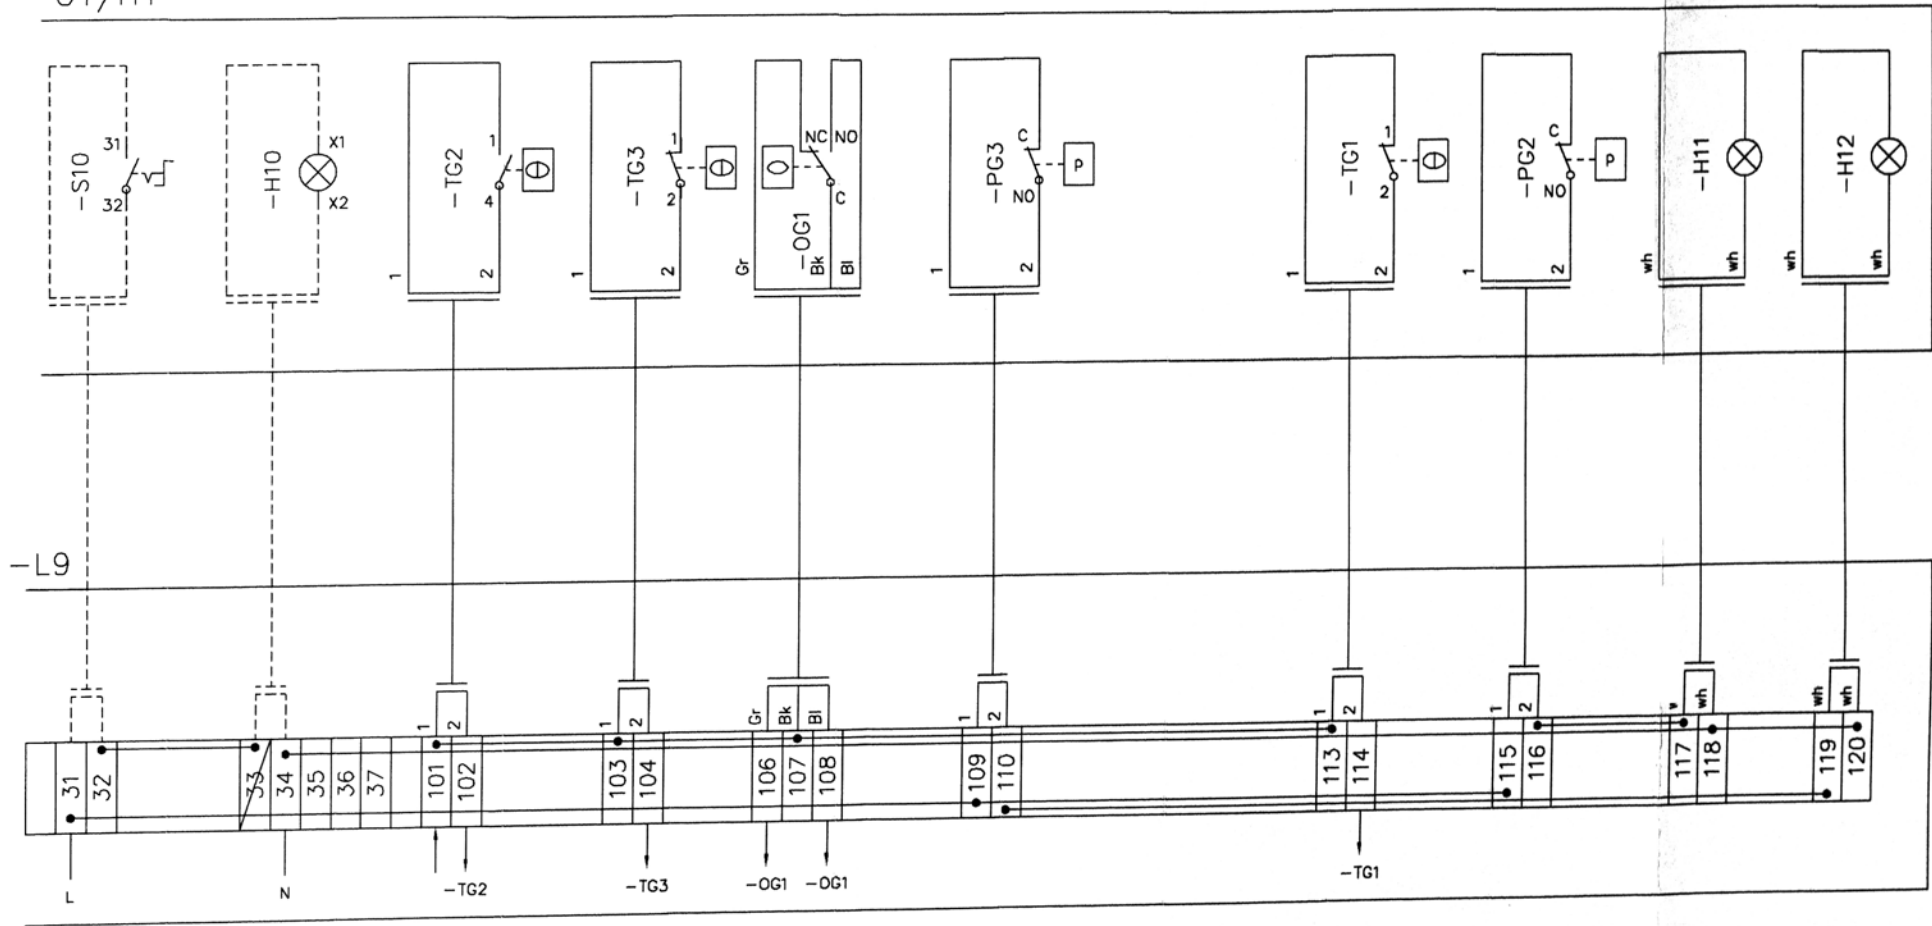 -S10
31
32
-H10
X1
X2
-TG2
1
4
θ
1
2
-TG3
1
2
θ
1
2
-OG1
NC
NO
C
O
Gr
Bk
Bl
-PG3
C
NO
P
1
2
-TG1
1
2
θ
1
2
-PG2
C
NO
P
1
2
-H11
wh
wh
-H12
wh
wh
-L9
1
2
1
2
Gr
Bk
Bl
1
2
1
2
1
2
wh
wh
wh
31
32
33
34
35
36
37
101
102
103
104
106
107
108
109
110
113
114
115
116
117
118
119
120
L
N
-TG2
-TG3
-OG1
-OG1
-TG1